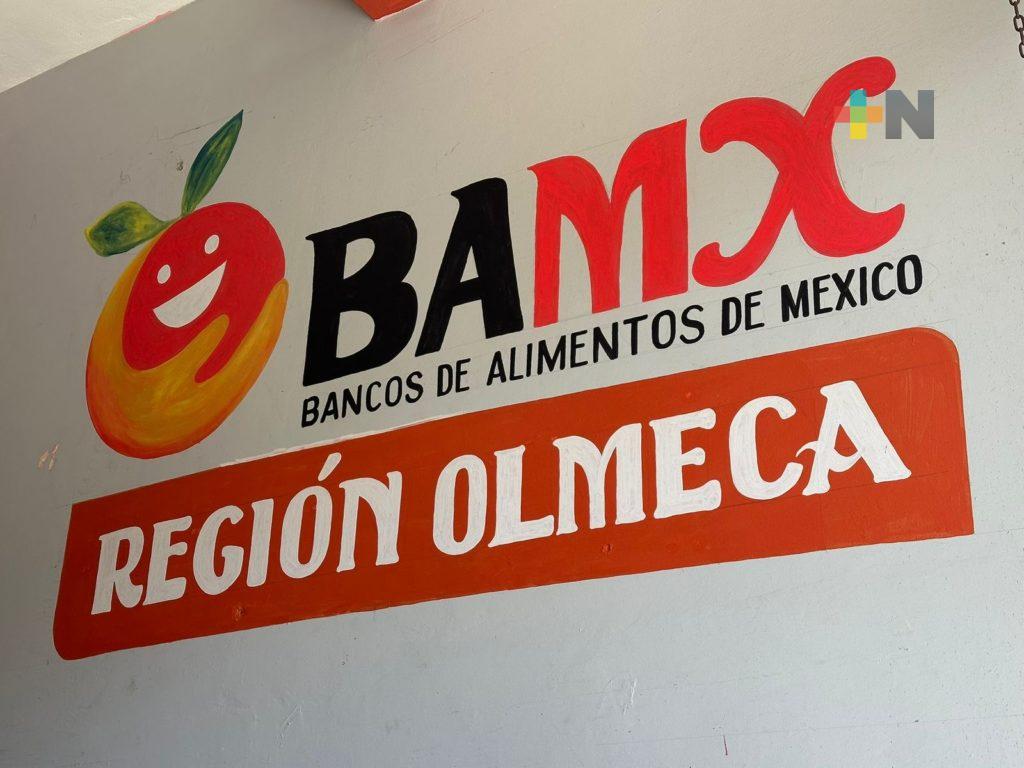 +N
BAMX
BANCOS DE ALIMENTOS DE MEXICO
REGIÓN OLMECA